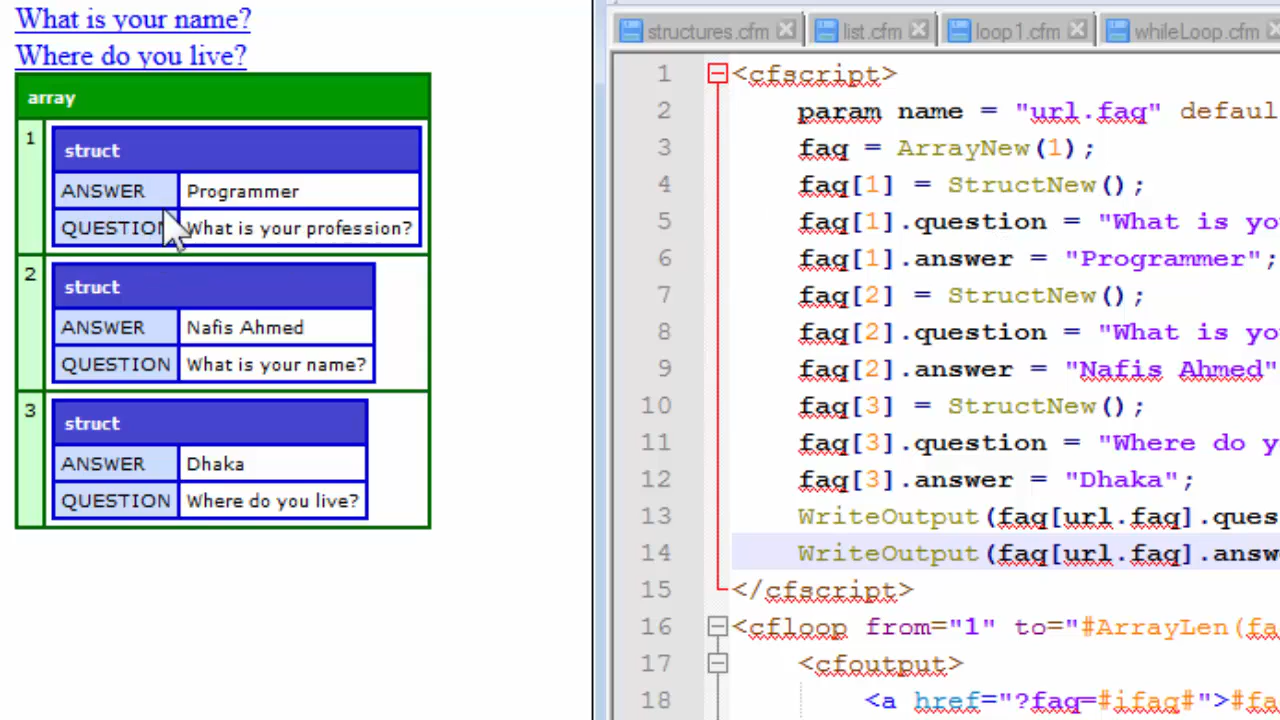 What is your name?
Where do you live?
array
1
struct
ANSWER Programmer
QUESTION What is your profession?
2
struct
ANSWER Nafis Ahmed
QUESTION What is your name?
3
struct
ANSWER Dhaka
QUESTION Where do you live?
structures.cfm list.cfm loop1.cfm whileLoop.cfm
1 <cfscript>
2 param name = "url.faq" defaul
3 faq = ArrayNew(1);
4 faq[1] = StructNew();
5 faq[1].question = "What is yo
6 faq[1].answer = "Programmer";
7 faq[2] = StructNew();
8 faq[2].question = "What is yo
9 faq[2].answer = "Nafis Ahmed"
10 faq[3] = StructNew();
11 faq[3].question = "Where do y
12 faq[3].answer = "Dhaka";
13 WriteOutput(faq[url.faq].ques
14 WriteOutput(faq[url.faq].answ
15 </cfscript>
16 <cfloop from="1" to="#ArrayLen(fa
17 <cfoutput>
18 <a href="?faq=#ifaq#">#fa